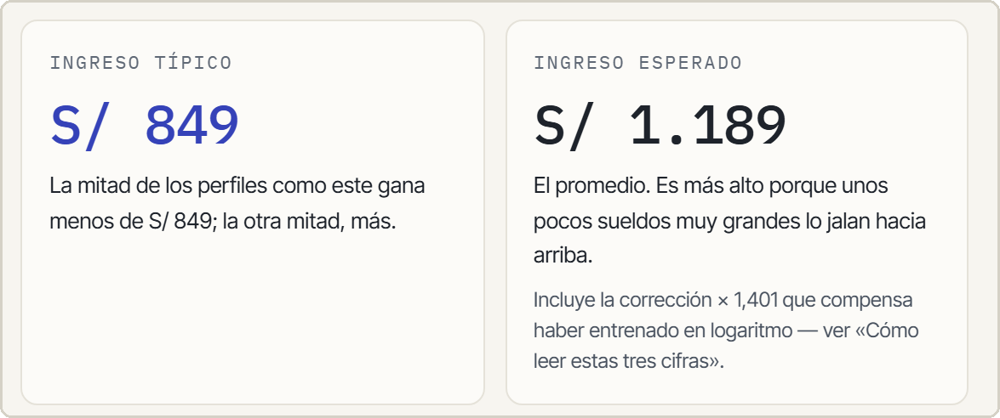 INGRESO TÍPICO
S/ 849
La mitad de los perfiles como este gana
menos de S/ 849; la otra mitad, más.
INGRESO ESPERADO
S/ 1.189
El promedio. Es más alto porque unos
pocos sueldos muy grandes lo jalan hacia
arriba.
Incluye la corrección × 1,401 que compensa
haber entrenado en logaritmo — ver «Cómo
leer estas tres cifras».